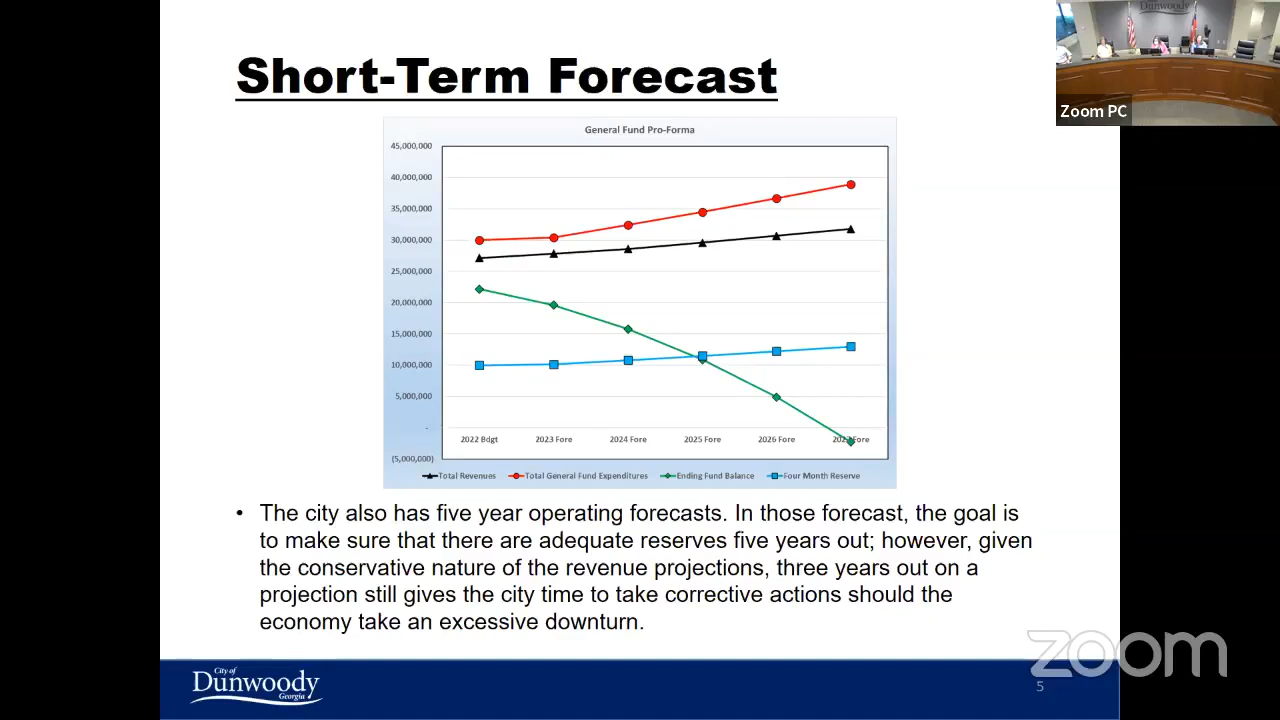 Short-Term Forecast
Dunwoody
Zoom PC
General Fund Pro-Forma
45,000,000
40,000,000
35,000,000
30,000,000
25,000,000
20,000,000
15,000,000
10,000,000
5,000,000
-
(5,000,000)
2022 Bdgt 2023 Fore 2024 Fore 2025 Fore 2026 Fore 2027 Fore
Total Revenues Total General Fund Expenditures Ending Fund Balance Four Month Reserve
• The city also has five year operating forecasts. In those forecast, the goal is
to make sure that there are adequate reserves five years out; however, given
the conservative nature of the revenue projections, three years out on a
projection still gives the city time to take corrective actions should the
economy take an excessive downturn.
zoom
City of
Dunwoody
Georgia
5